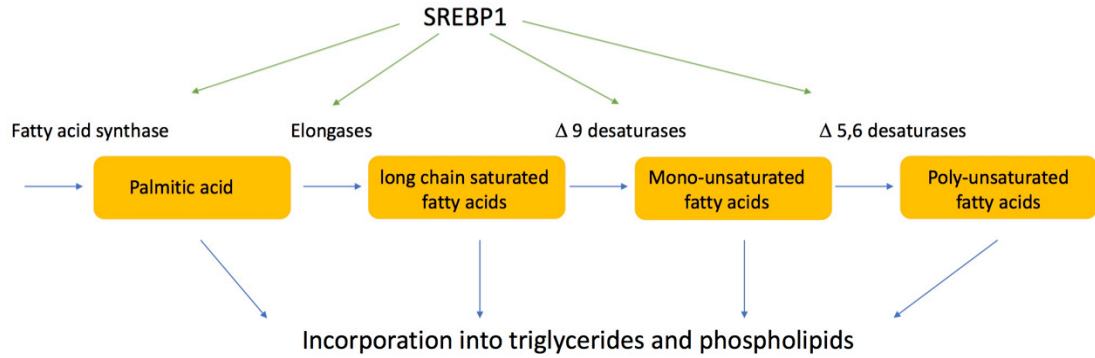 SREBP1
Fatty acid synthase
Elongases
Δ 9 desaturases
Δ 5,6 desaturases
Palmitic acid
long chain saturated
fatty acids
Mono-unsaturated
fatty acids
Poly-unsaturated
fatty acids
Incorporation into triglycerides and phospholipids